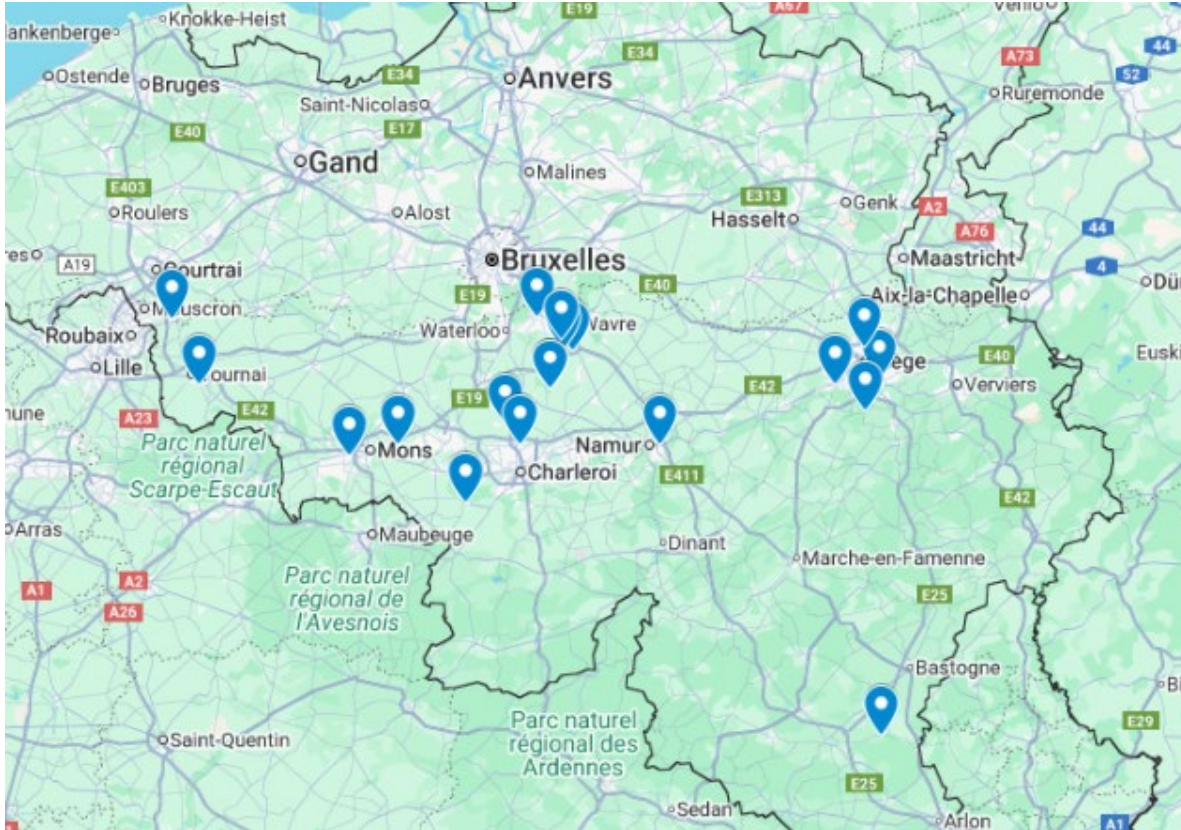 Knokke-Heist
E19
A67
ankenberge
E34
A73
44
Ostende
Bruges
E34
Anvers
52
Saint-Nicolas
Ruremonde
E40
E17
Gand
Malines
E403
E313
Roulers
Alost
Hasselt
Genk
A2
A76
44
A19
Courtrai
Bruxelles
Maastricht
4
E19
E40
Aix-la-Chapelle
Mouscron
Roubaix
Waterloo
Wavre
Lille
Tournai
E40
E42
Verviers
A23
E42
E19
Parc naturel
régional
Scarpe-Escaut
Mons
Namur
Charleroi
E411
E42
Arras
Maubeuge
Dinant
Marche-en-Famenne
A1
A2
A26
Parc naturel
régional de
l'Avesnois
E25
Bastogne
Saint-Quentin
Parc naturel
régional des
Ardennes
E29
E25
Sedan
Arlon
A1